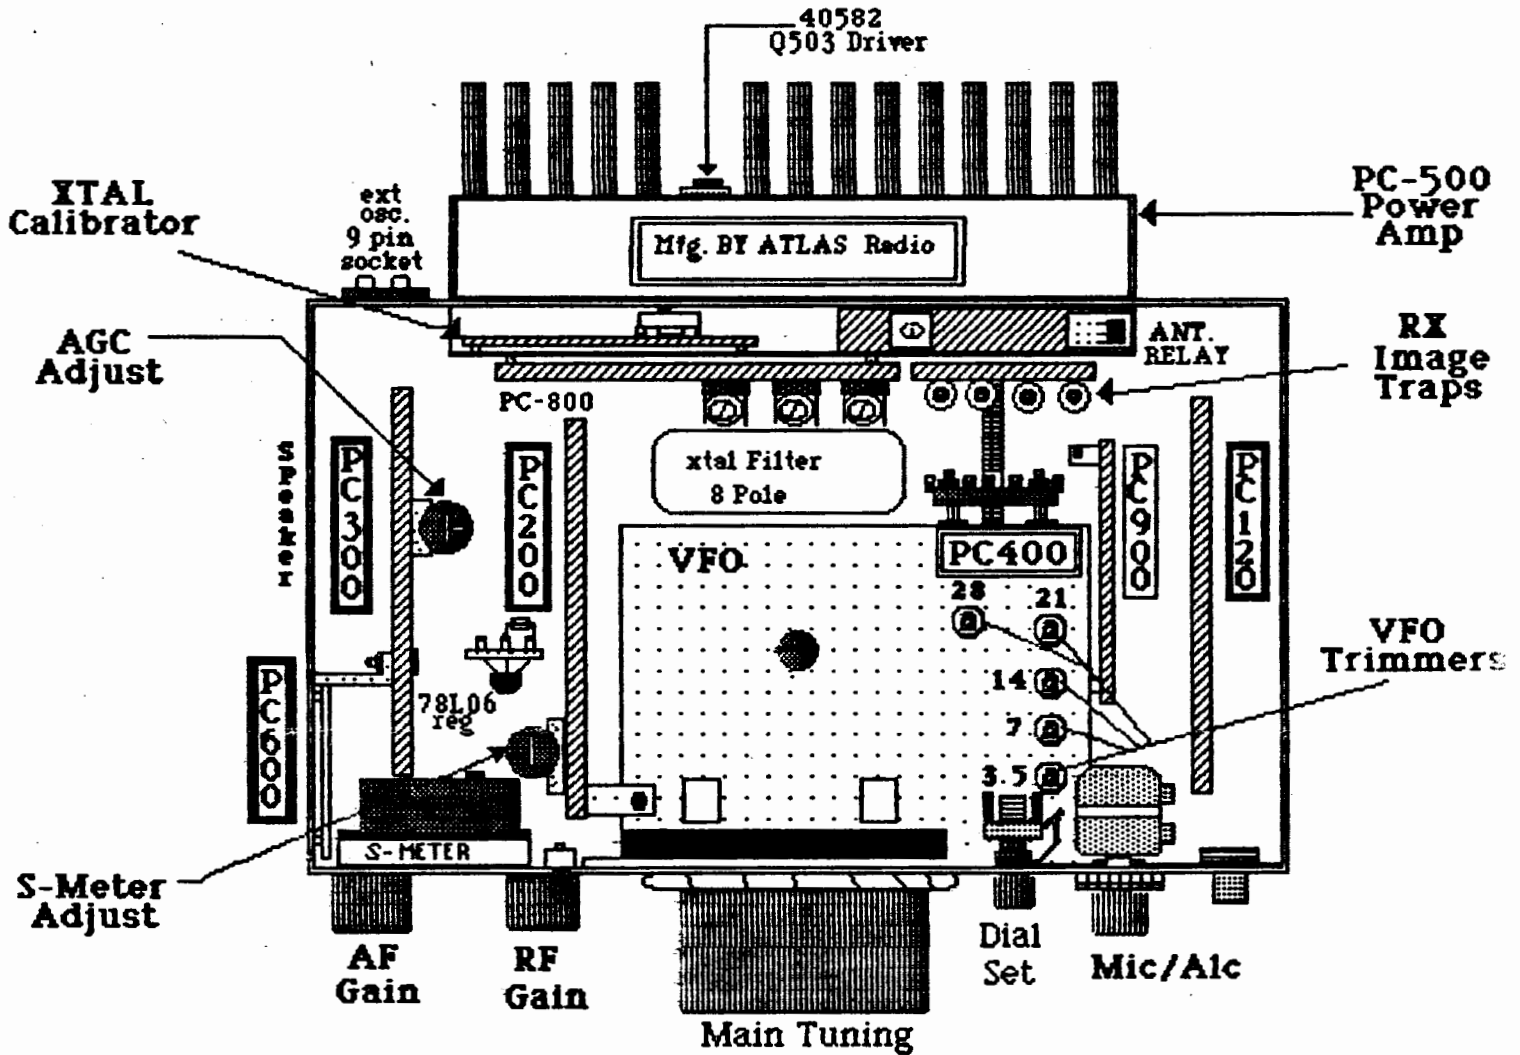 40582
Q503 Driver
XTAL
Calibrator
ext
osc.
9 pin
socket
PC-500
Power
Amp
Mfg. BY ATLAS Radio
AGC
Adjust
ANT.
RELAY
RX
Image
Traps
PC-800
Speaker
PC300
PC200
xtal Filter
8 Pole
PC900
PC120
VFO
PC400
28
21
14
7
3.5
VFO
Trimmers
PC600
78L06
reg
S-METER
S-Meter
Adjust
AF
Gain
RF
Gain
Main Tuning
Dial
Set
Mic/Alc